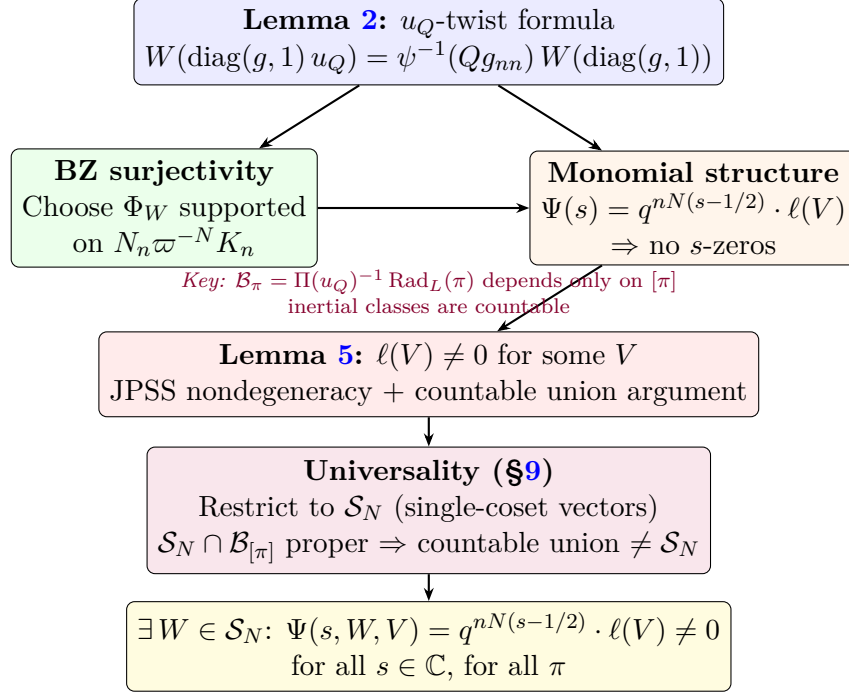 Lemma 2: u_Q-twist formula
W(diag(g, 1) u_Q) = ψ^{-1}(Qg_{nn}) W(diag(g, 1))
BZ surjectivity
Choose Φ_W supported
on N_nϖ^{-N}K_n
Monomial structure
Ψ(s) = q^{nN(s−1/2)} · ℓ(V)
⇒ no s-zeros
Key: 𝓑_π = Π(u_Q)^{-1} Rad_L(π) depends only on [π]
inertial classes are countable
Lemma 5: ℓ(V) ≠ 0 for some V
JPSS nondegeneracy + countable union argument
Universality (§9)
Restrict to 𝓢_N (single-coset vectors)
𝓢_N ∩ 𝓑_{[π]} proper ⇒ countable union ≠ 𝓢_N
∃ W ∈ 𝓢_N: Ψ(s, W, V) = q^{nN(s−1/2)} · ℓ(V) ≠ 0
for all s ∈ ℂ, for all π